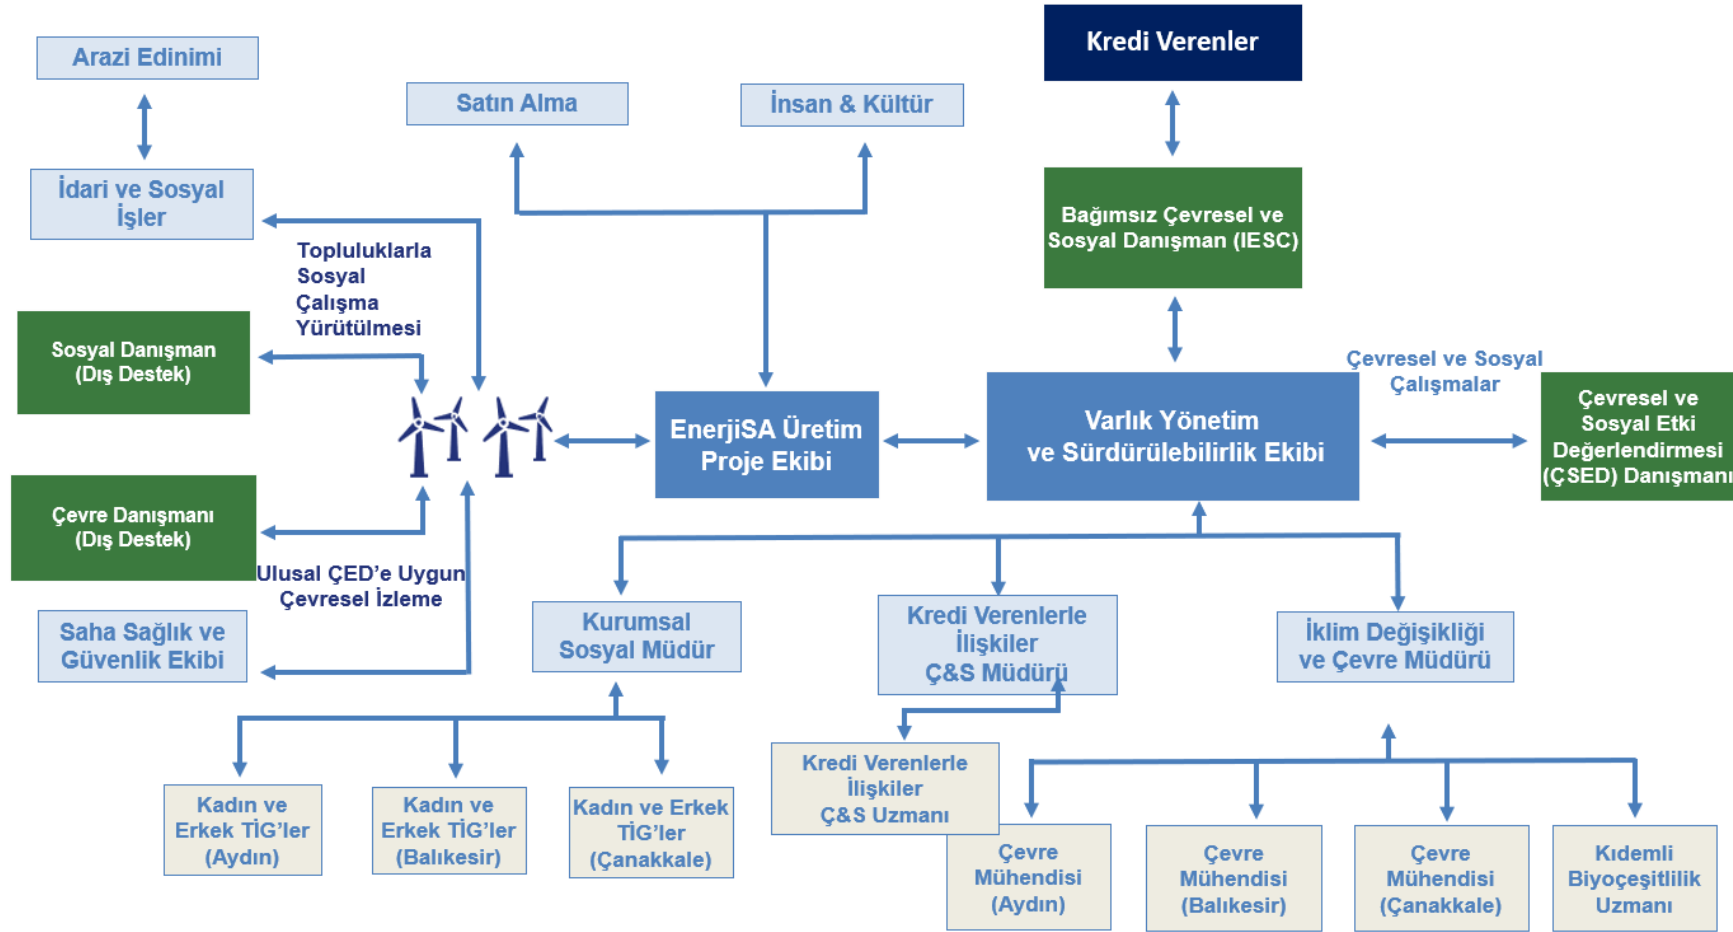 Kredi Verenler
Arazi Edinimi
Satın Alma
İnsan & Kültür
İdari ve Sosyal
İşler
Bağımsız Çevresel ve
Sosyal Danışman (IESC)
Topluluklarla
Sosyal
Çalışma
Yürütülmesi
Sosyal Danışman
(Dış Destek)
Çevresel ve Sosyal
Çalışmalar
EnerjiSA Üretim
Proje Ekibi
Varlık Yönetim
ve Sürdürülebilirlik Ekibi
Çevresel ve
Sosyal Etki
Değerlendirmesi
(ÇSED) Danışmanı
Çevre Danışmanı
(Dış Destek)
Ulusal ÇED’e Uygun
Çevresel İzleme
Saha Sağlık ve
Güvenlik Ekibi
Kurumsal
Sosyal Müdür
Kredi Verenlerle
İlişkiler
Ç&S Müdürü
İklim Değişikliği
ve Çevre Müdürü
Kadın ve
Erkek TİG’ler
(Aydın)
Kadın ve
Erkek TİG’ler
(Balıkesir)
Kadın ve Erkek
TİG’ler
(Çanakkale)
Kredi Verenlerle
İlişkiler
Ç&S Uzmanı
Çevre
Mühendisi
(Aydın)
Çevre
Mühendisi
(Balıkesir)
Çevre
Mühendisi
(Çanakkale)
Kıdemli
Biyoçeşitlilik
Uzmanı